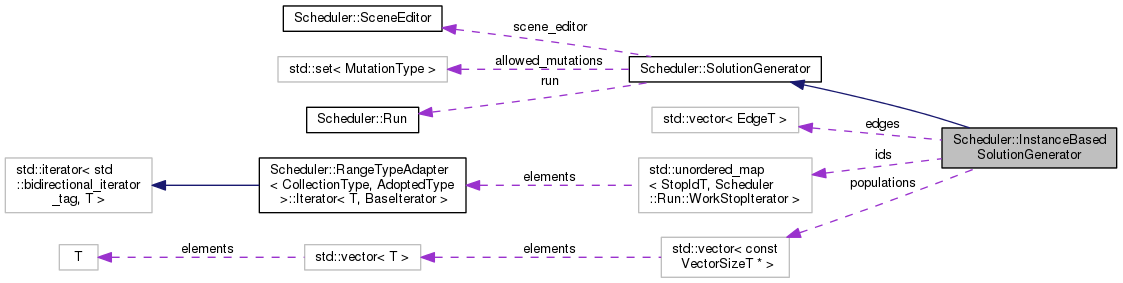 Scheduler::SceneEditor
scene_editor
std::set< MutationType >
allowed_mutations
Scheduler::SolutionGenerator
run
Scheduler::Run
std::vector< EdgeT >
edges
Scheduler::InstanceBased
SolutionGenerator
ids
std::iterator< std
::bidirectional_iterator
_tag, T >
Scheduler::RangeTypeAdapter
< CollectionType, AdoptedType
>::Iterator< T, BaseIterator >
elements
std::unordered_map
< StopIdT, Scheduler
::Run::WorkStopIterator >
populations
T
elements
std::vector< T >
elements
std::vector< const
VectorSizeT * >